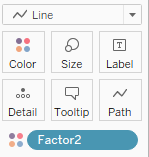 Line
Color Size Label
Detail Tooltip Path
Factor2